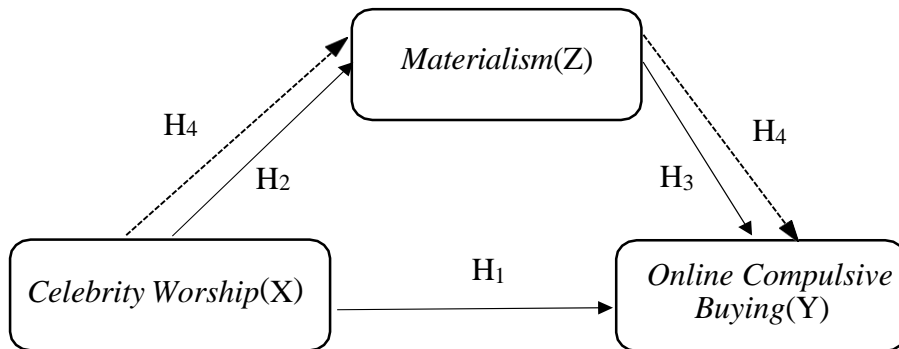 Materialism(Z)
H4
H4
H2
H3
Celebrity Worship(X)
H1
Online Compulsive
Buying(Y)